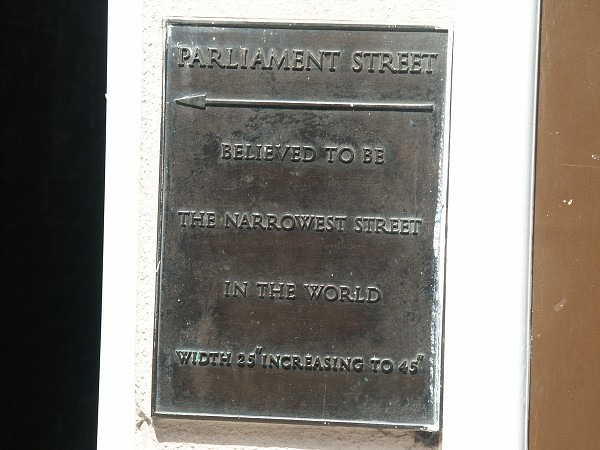 PARLIAMENT STREET
BELIEVED TO BE
THE NARROWEST STREET
IN THE WORLD
WIDTH 25" INCREASING TO 45"